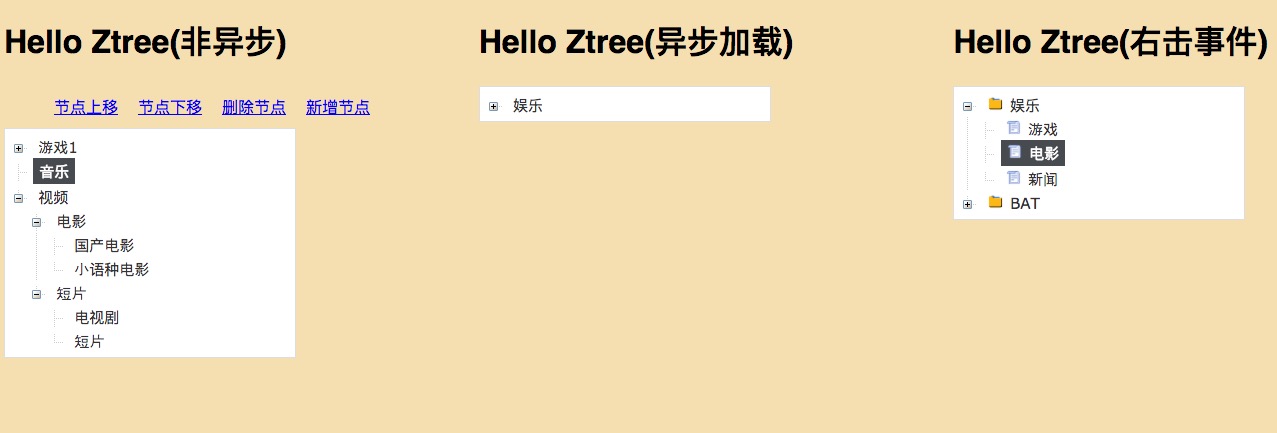 Hello Ztree(非异步)
节点上移 节点下移 删除节点 新增节点
游戏1
音乐
视频
电影
国产电影
小语种电影
短片
电视剧
短片
Hello Ztree(异步加载)
娱乐
Hello Ztree(右击事件)
娱乐
游戏
电影
新闻
BAT